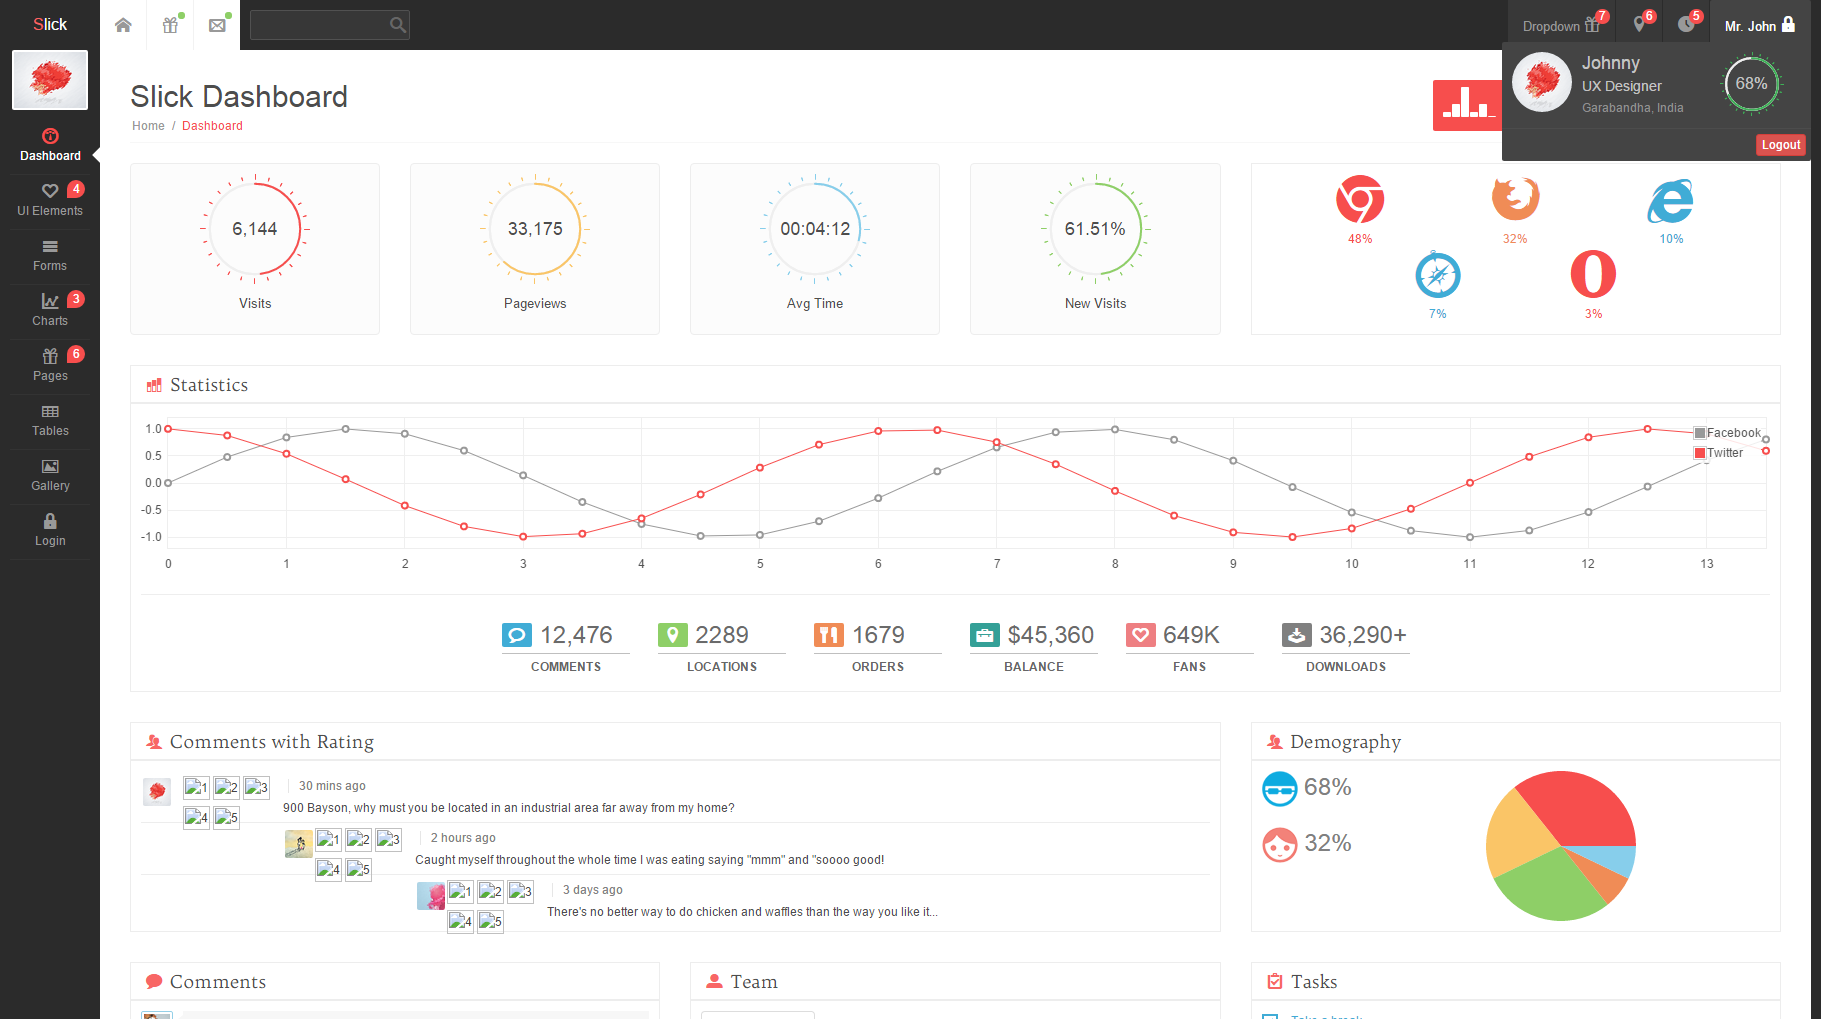 Slick
Dropdown 7
6
5
Mr. John
Johnny
UX Designer
Garabandha, India
68%
Logout
Dashboard
4
UI Elements
Forms
3
Charts
6
Pages
Tables
Gallery
Login
Slick Dashboard
Home / Dashboard
6,144
Visits
33,175
Pageviews
00:04:12
Avg Time
61.51%
New Visits
48%
32%
10%
7%
3%
Statistics
1.0
0.5
0.0
-0.5
-1.0
0 1 2 3 4 5 6 7 8 9 10 11 12 13
Facebook
Twitter
12,476
COMMENTS
2289
LOCATIONS
1679
ORDERS
$45,360
BALANCE
649K
FANS
36,290+
DOWNLOADS
Comments with Rating
1 2 3
4 5
30 mins ago
900 Bayson, why must you be located in an industrial area far away from my home?
1 2 3
4 5
2 hours ago
Caught myself throughout the whole time I was eating saying "mmm" and "soooo good!
1 2 3
4 5
3 days ago
There's no better way to do chicken and waffles than the way you like it...
Demography
68%
32%
Comments
Team
Tasks
Take a break